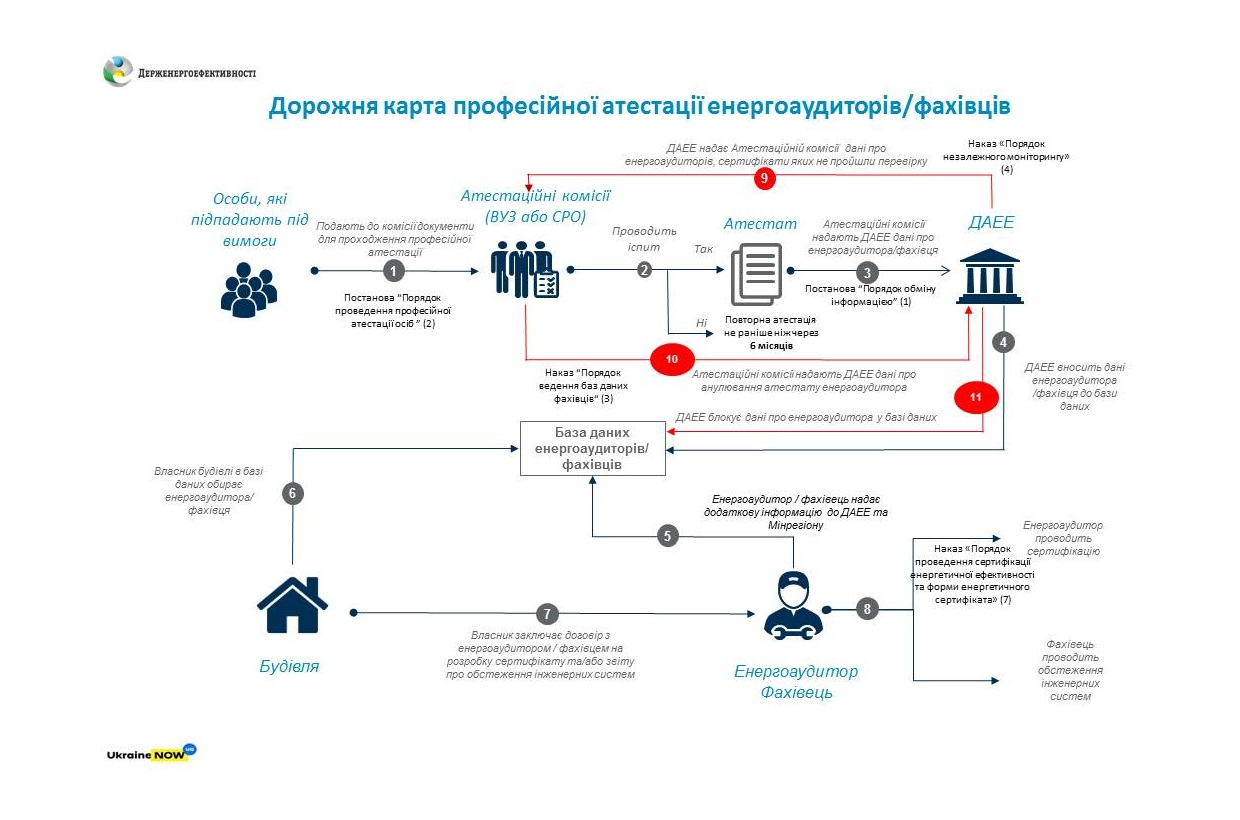 ДЕРЖЕНЕРГОЕФЕКТИВНОСТІ
Дорожня карта професійної атестації енергоаудиторів/фахівців
ДАЕЕ надає Атестаційній комісії дані про
енергоаудиторів, сертифікати яких не пройшли перевірку
9
Наказ «Порядок
незалежного моніторингу»
(4)
Особи, які
підпадають під
вимоги
Подають до комісії документи
для проходження професійної
атестації
1
Постанова “Порядок
проведення професійної
атестації осіб” (2)
Атестаційні комісії
(ВУЗ або СРО)
Проводить
іспит
2
Так
Ні
Атестат
Повторна атестація
не раніше ніж через
6 місяців
Атестаційні комісії
надають ДАЕЕ дані про
енергоаудитора/фахівця
3
Постанова “Порядок обміну
інформацією” (1)
ДАЕЕ
4
ДАЕЕ вносить дані
енергоаудитора
/фахівця до бази
даних
10
Наказ “Порядок
ведення баз даних
фахівців“ (3)
Атестаційні комісії надають ДАЕЕ дані про
анулювання атестату енергоаудитора
11
ДАЕЕ блокує дані про енергоаудитора у базі даних
База даних
енергоаудиторів/
фахівців
Власник будівлі в базі
даних обирає
енергоаудитора/
фахівця
6
Енергоаудитор / фахівець надає
додаткову інформацію до ДАЕЕ та
Мінрегіону
5
Енергоаудитор
проводить
сертифікацію
Наказ «Порядок
проведення сертифікації
енергетичної ефективності
та форми енергетичного
сертифіката» (7)
7
8
Власник заключає договір з
енергоаудитором / фахівцем на
розробку сертифікату та/або звіту
про обстеження інженерних систем
Будівля
Енергоаудитор
Фахівець
Фахівець
проводить
обстеження
інженерних
систем
Ukraine NOW UA